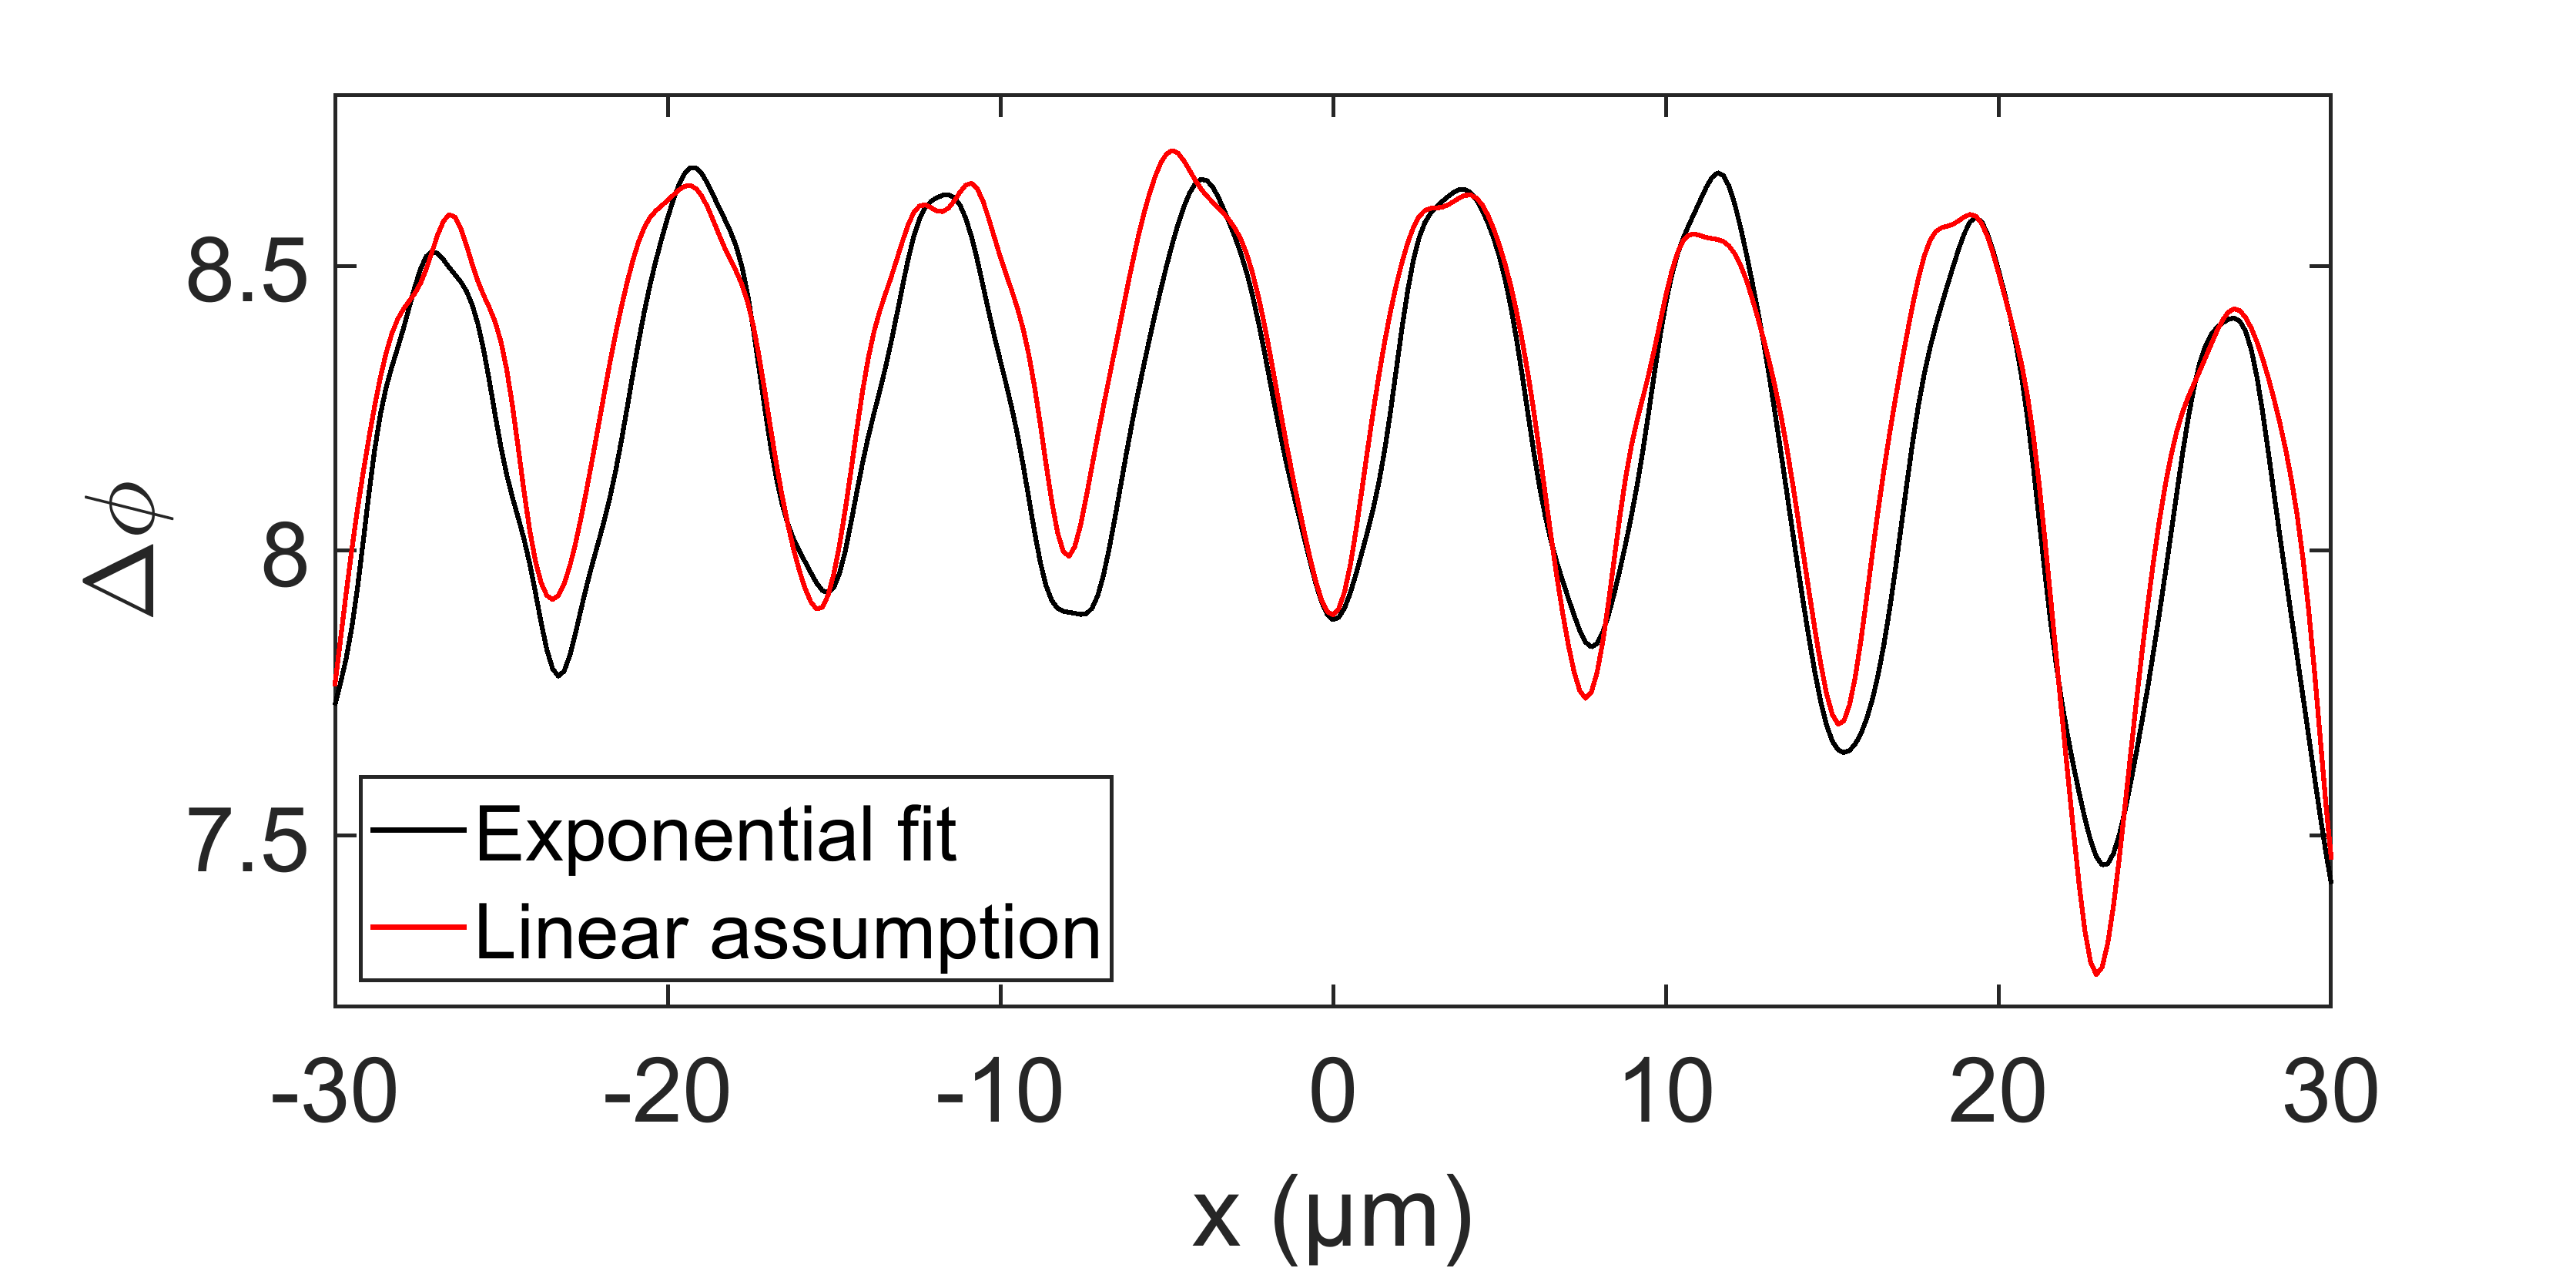 Δϕ
8.5
8
7.5
Exponential fit
Linear assumption
-30 -20 -10 0 10 20 30
x (µm)